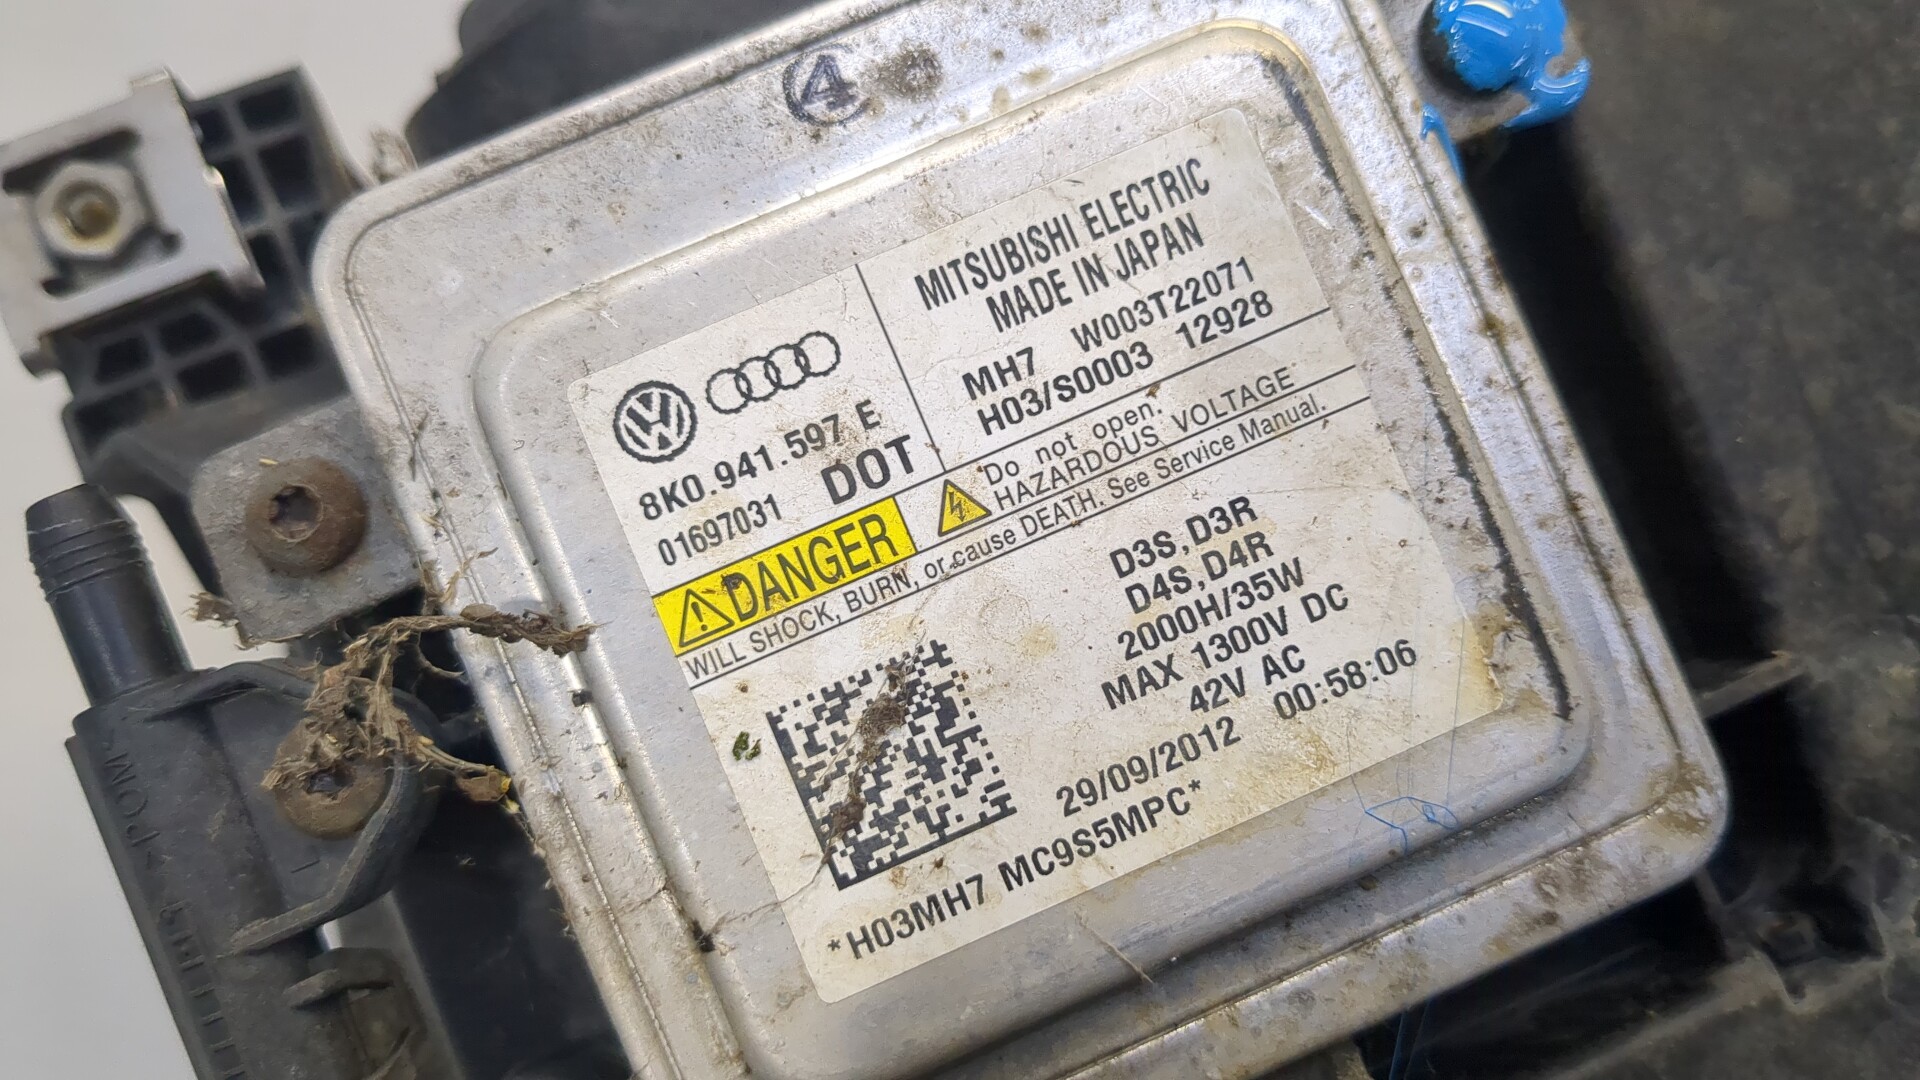 4
MITSUBISHI ELECTRIC
MADE IN JAPAN
MH7 W003T22071
H03/S0003 12928
8K0.941.597 E
01697031 DOT
DANGER
Do not open.
HAZARDOUS VOLTAGE
WILL SHOCK, BURN, or cause DEATH. See Service Manual.
D3S,D3R
D4S,D4R
2000H/35W
MAX 1300V DC
42V AC
29/09/2012 00:58:06
*H03MH7 MC9S5MPC*
>POM<